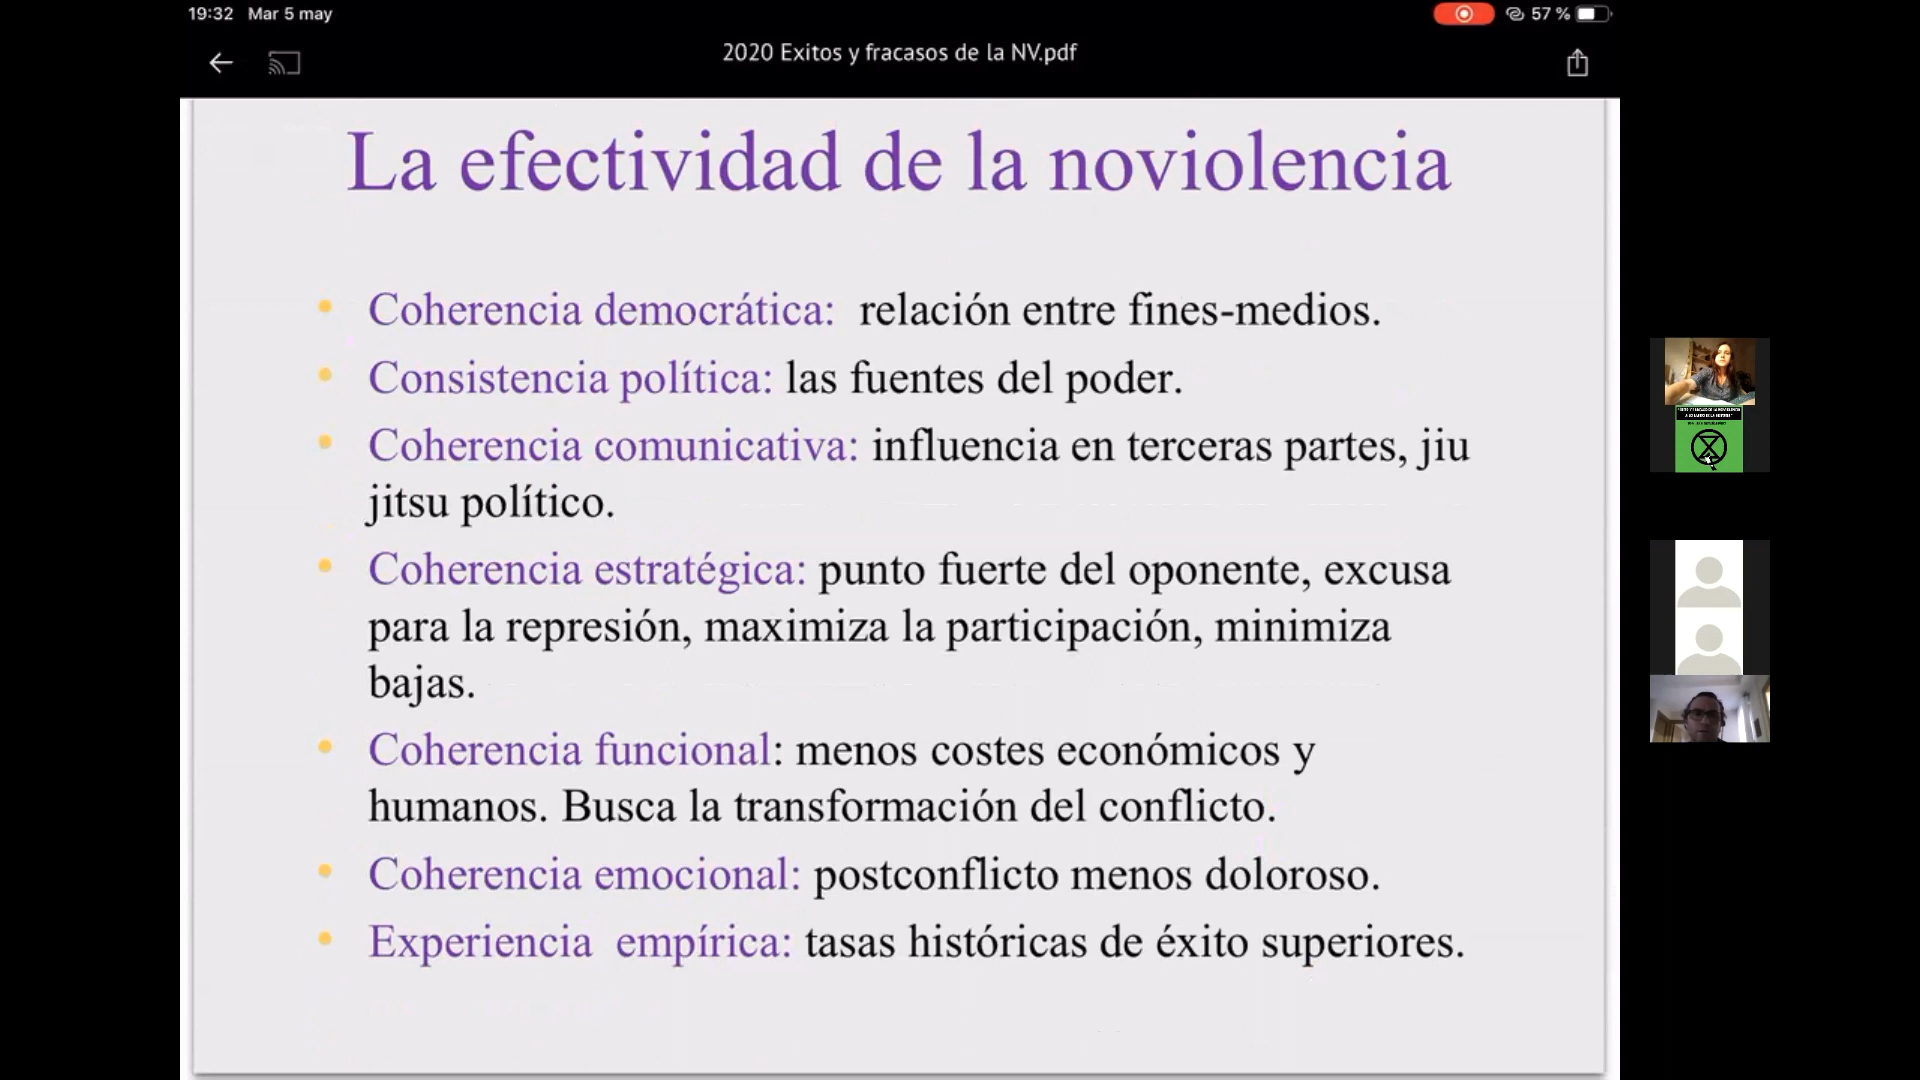 19:32 Mar 5 may
57 %
2020 Exitos y fracasos de la NV.pdf
La efectividad de la noviolencia
• Coherencia democrática: relación entre fines-medios.
• Consistencia política: las fuentes del poder.
• Coherencia comunicativa: influencia en terceras partes, jiu
jitsu político.
• Coherencia estratégica: punto fuerte del oponente, excusa
para la represión, maximiza la participación, minimiza
bajas.
• Coherencia funcional: menos costes económicos y
humanos. Busca la transformación del conflicto.
• Coherencia emocional: postconflicto menos doloroso.
• Experiencia empírica: tasas históricas de éxito superiores.